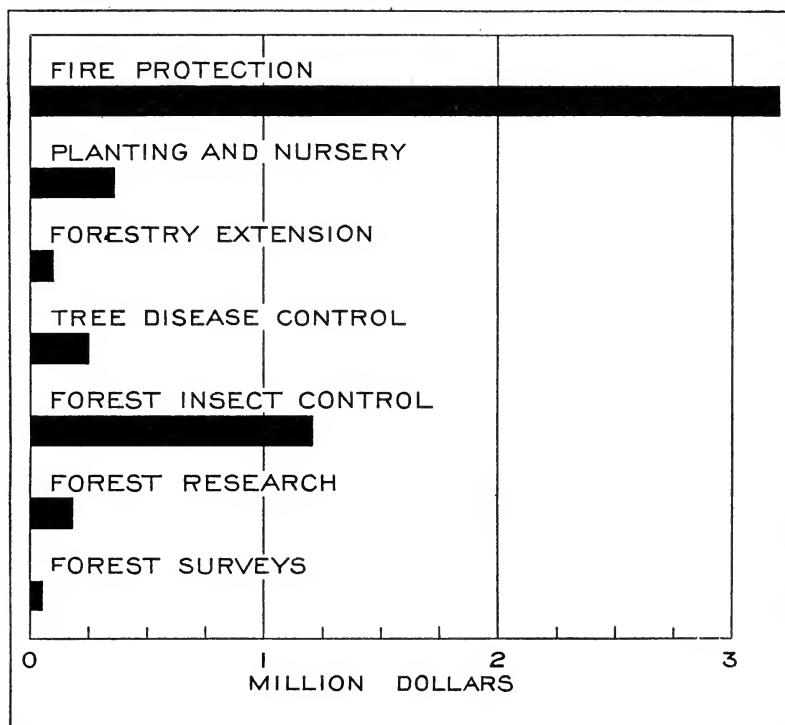 FIRE PROTECTION
PLANTING AND NURSERY
FORESTRY EXTENSION
TREE DISEASE CONTROL
FOREST INSECT CONTROL
FOREST RESEARCH
FOREST SURVEYS
0 1 2 3
MILLION DOLLARS